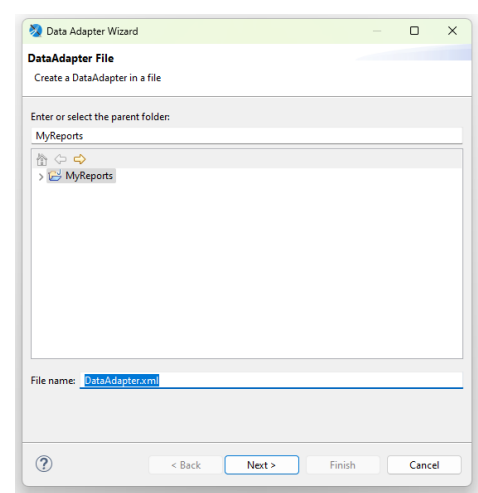 Data Adapter Wizard
DataAdapter File
Create a DataAdapter in a file
Enter or select the parent folder:
MyReports
MyReports
File name: DataAdapter.xml
? < Back Next > Finish Cancel